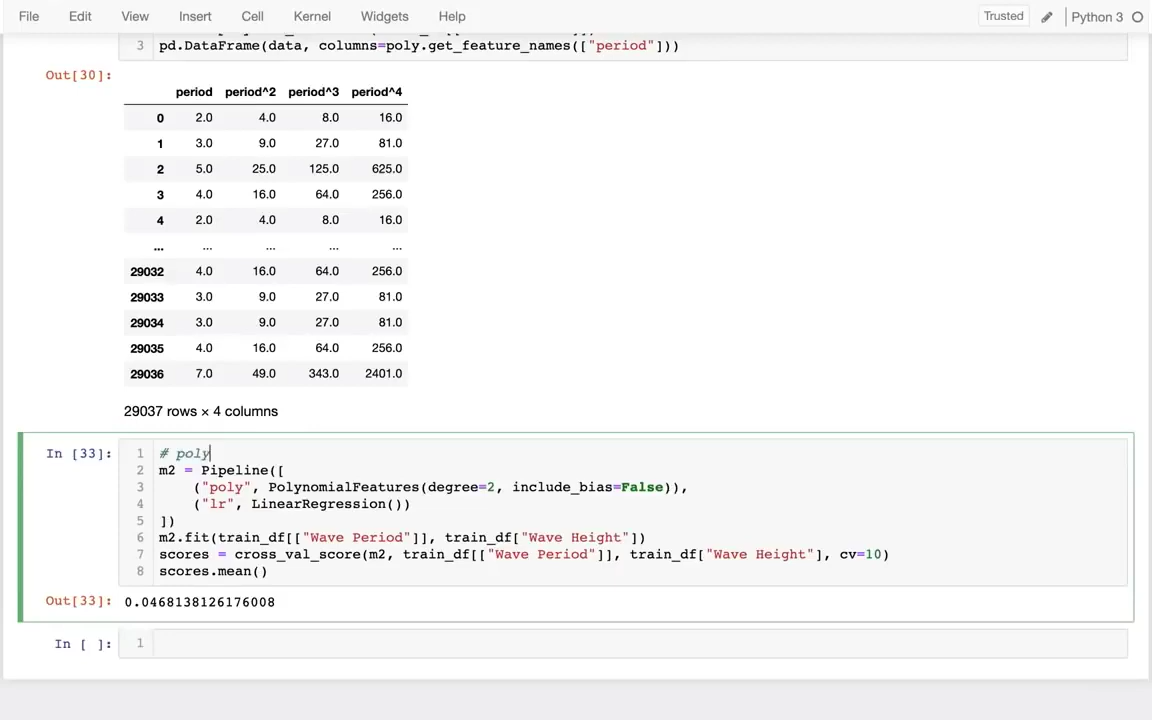 File Edit View Insert Cell Kernel Widgets Help Trusted Python 3
3 pd.DataFrame(data, columns=poly.get_feature_names(["period"]))
Out[30]:
period period^2 period^3 period^4
0 2.0 4.0 8.0 16.0
1 3.0 9.0 27.0 81.0
2 5.0 25.0 125.0 625.0
3 4.0 16.0 64.0 256.0
4 2.0 4.0 8.0 16.0
... ... ... ... ...
29032 4.0 16.0 64.0 256.0
29033 3.0 9.0 27.0 81.0
29034 3.0 9.0 27.0 81.0
29035 4.0 16.0 64.0 256.0
29036 7.0 49.0 343.0 2401.0
29037 rows × 4 columns
In [33]: 1 # poly
2 m2 = Pipeline([
3 ("poly", PolynomialFeatures(degree=2, include_bias=False)),
4 ("lr", LinearRegression())
5 ])
6 m2.fit(train_df[["Wave Period"]], train_df["Wave Height"])
7 scores = cross_val_score(m2, train_df[["Wave Period"]], train_df["Wave Height"], cv=10)
8 scores.mean()
Out[33]: 0.0468138126176008
In [ ]: 1